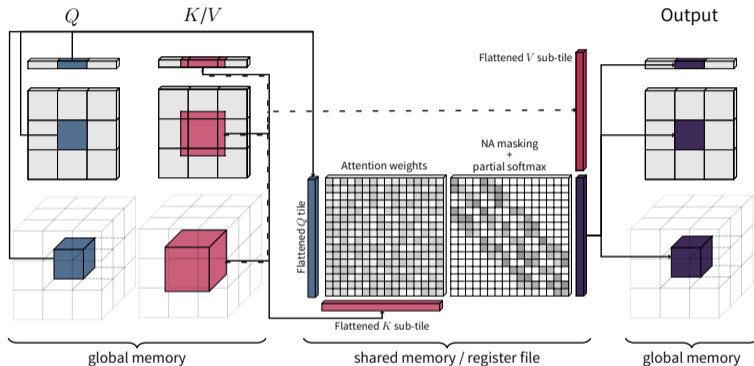 Q
K/V
Output
Flattened V sub-tile
NA masking
+
partial softmax
Attention weights
Flattened Q tile
Flattened K sub-tile
global memory
shared memory / register file
global memory